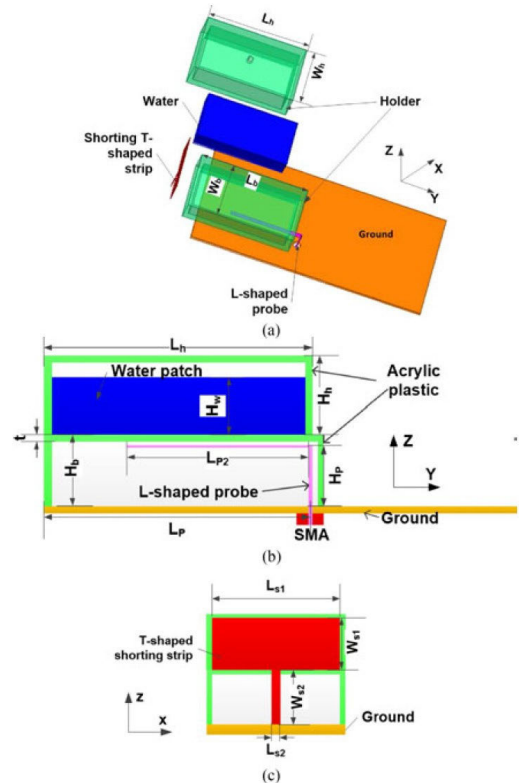 L_h
W_h
Water
Holder
Shorting T-
shaped
strip
W_b
L_b
Z
X
Y
Ground
L-shaped
probe
(a)
L_h
Water patch
Acrylic
plastic
H_w
H_h
t
H_b
L_P2
H_P
Z
Y
L-shaped probe
L_P
SMA
Ground
(b)
L_s1
T-shaped
shorting strip
W_s1
W_s2
z
x
Ground
L_s2
(c)